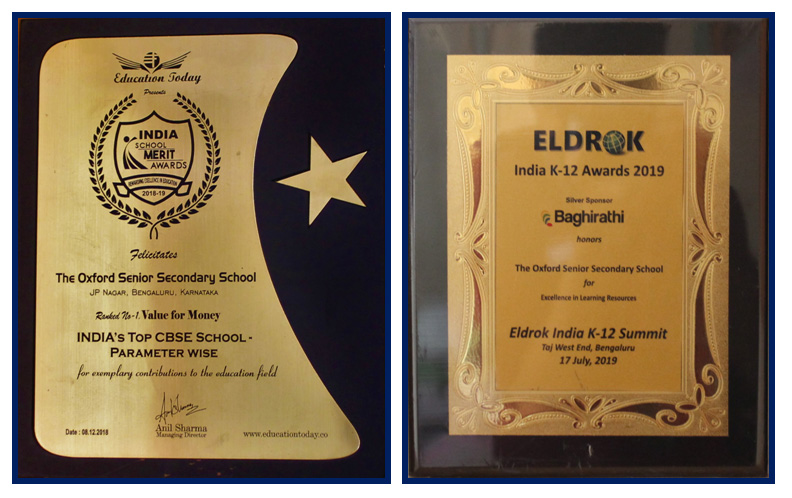 Education Today
Presents
INDIA
SCHOOL
MERIT
AWARDS
2018-19
Felicitates
The Oxford Senior Secondary School
JP Nagar, Bengaluru, Karnataka
Ranked No-1, Value for Money
INDIA's Top CBSE School -
Parameter wise
for exemplary contributions to the education field
Anil Sharma
Managing Director
Date : 08.12.2018
www.educationtoday.co
ELDROK
India K-12 Awards 2019
Silver Sponsor
Baghirathi
honors
The Oxford Senior Secondary School
for
Excellence in Learning Resources
Eldrok India K-12 Summit
Taj West End, Bengaluru
17 July, 2019